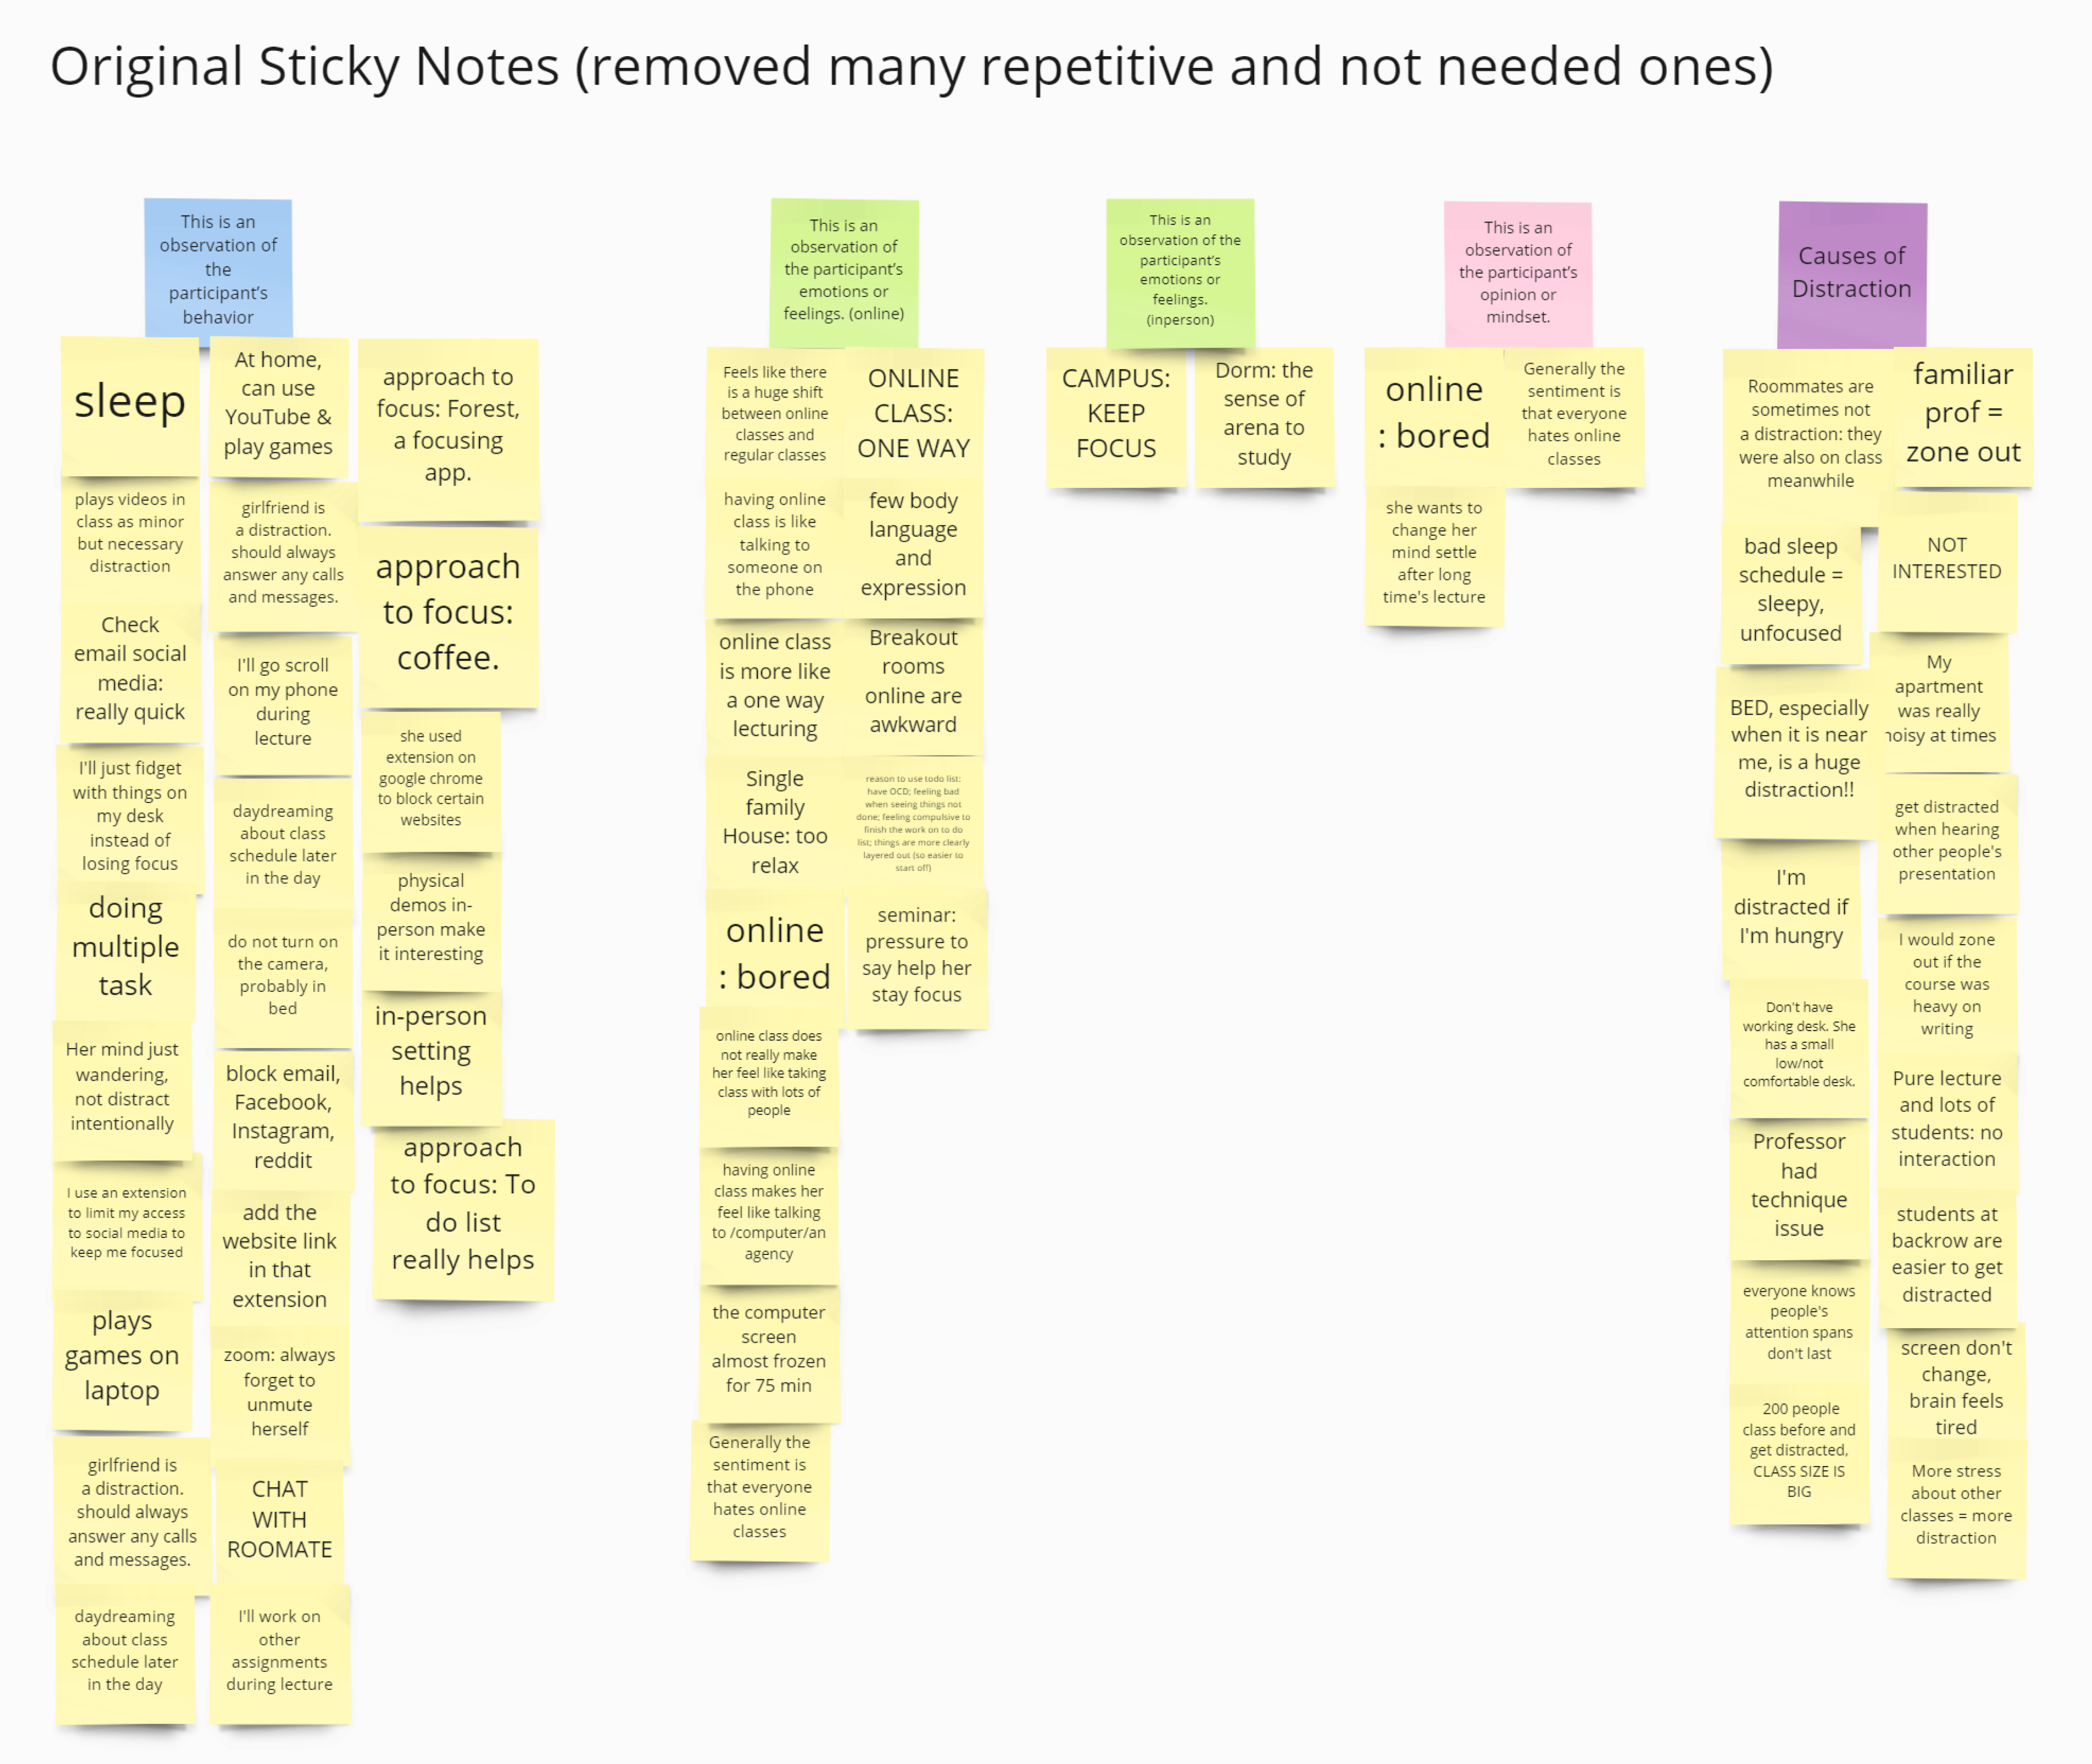 Original Sticky Notes (removed many repetitive and not needed ones)
This is an
observation of
the
participant's
behavior
sleep
plays videos in
class as minor
but necessary
distraction
Check
email social
media:
really quick
I'll just fidget
with things on
my desk
instead of
losing focus
doing
multiple
task
Her mind just
wandering,
not distract
intentionally
I use an extension
to limit my access
to social media to
keep me focused
plays
games on
laptop
girlfriend is
a distraction.
should always
answer any calls
and messages.
daydreaming
about class
schedule later
in the day
At home,
can use
YouTube &
play games
girlfriend is
a distraction.
should always
answer any calls
and messages.
I'll go scroll
on my phone
during
lecture
daydreaming
about class
schedule later
in the day
do not turn on
the camera,
probably in
bed
block email,
Facebook,
Instagram,
reddit
add the
website link
in that
extension
zoom: always
forget to
unmute
herself
CHAT
WITH
ROOMATE
I'll work on
other
assignments
during lecture
approach to
focus: Forest,
a focusing
app.
approach
to focus:
coffee.
she used
extension on
google chrome
to block certain
websites
physical
demos in-
person make
it interesting
in-person
setting
helps
approach
to focus: To
do list
really helps
This is an
observation of
the participant's
emotions or
feelings. (online)
Feels like there
is a huge shift
between online
classes and
regular classes
having online
class is like
talking to
someone on
the phone
online class
is more like
a one way
lecturing
Single
family
House: too
relax
online
: bored
online class does
not really make
her feel like taking
class with lots of
people
having online
class makes her
feel like talking
to /computer/an
agency
the computer
screen
almost frozen
for 75 min
Generally the
sentiment is
that everyone
hates online
classes
ONLINE
CLASS:
ONE WAY
few body
language
and
expression
Breakout
rooms
online are
awkward
reason to use todo list:
have OCD; feeling bad
when seeing things not
done; feeling compulsive to
finish the work on to do
list; things are more clearly
layered out (so easier to
start off)
seminar:
pressure to
say help her
stay focus
This is an
observation of the
participant's
emotions or
feelings.
(inperson)
CAMPUS:
KEEP
FOCUS
Dorm: the
sense of
arena to
study
This is an
observation of
the participant's
opinion or
mindset.
online
: bored
she wants to
change her
mind settle
after long
time's lecture
Generally the
sentiment is
that everyone
hates online
classes
Causes of
Distraction
Roommates are
sometimes not
a distraction: they
were also on class
meanwhile
bad sleep
schedule =
sleepy,
unfocused
BED, especially
when it is near
me, is a huge
distraction!!
I'm
distracted if
I'm hungry
Don't have
working desk. She
has a small
low/not
comfortable desk.
Professor
had
technique
issue
everyone knows
people's
attention spans
don't last
200 people
class before and
get distracted,
CLASS SIZE IS
BIG
familiar
prof =
zone out
NOT
INTERESTED
My
apartment
was really
noisy at times
get distracted
when hearing
other people's
presentation
I would zone
out if the
course was
heavy on
writing
Pure lecture
and lots of
students: no
interaction
students at
backrow are
easier to get
distracted
screen don't
change,
brain feels
tired
More stress
about other
classes = more
distraction